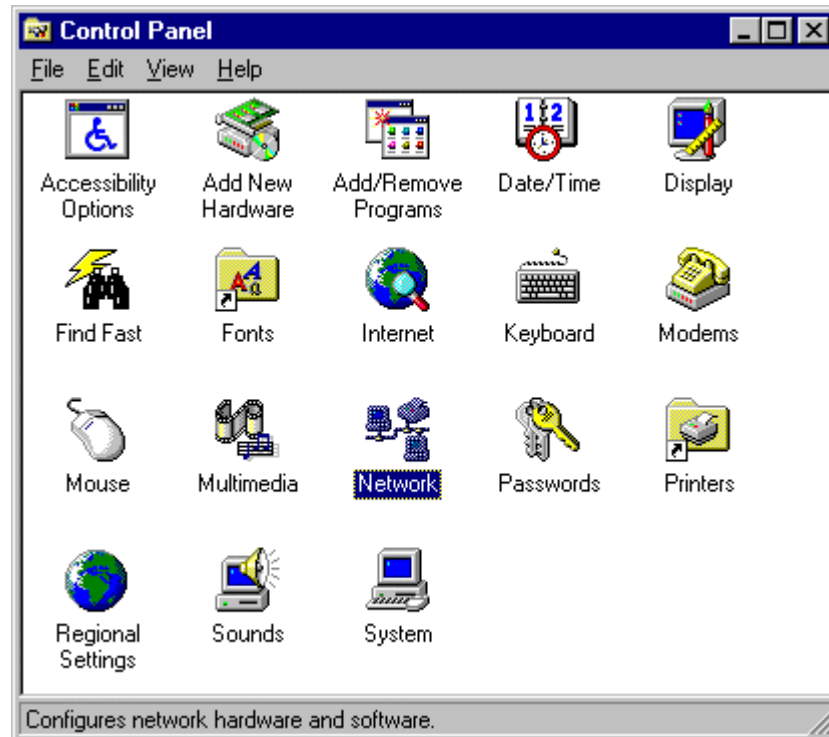 Control Panel
File Edit View Help
Accessibility Options
Add New Hardware
Add/Remove Programs
12
Date/Time
Display
Find Fast
Fonts
Internet
Keyboard
Modems
Mouse
Multimedia
Network
Passwords
Printers
Regional Settings
Sounds
System
Configures network hardware and software.